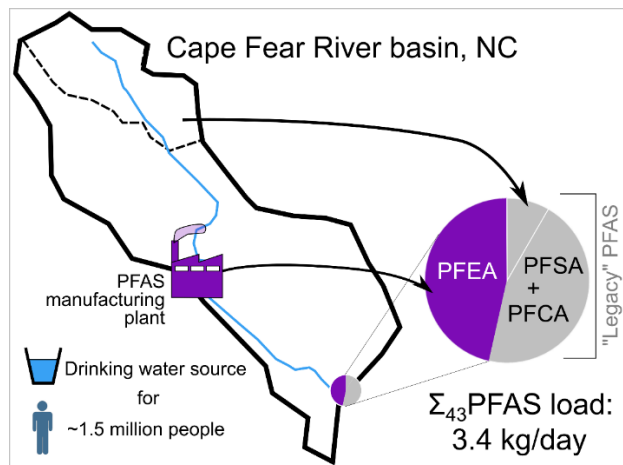 Cape Fear River basin, NC
PFEA
PFSA
+
PFCA
"Legacy" PFAS
PFAS
manufacturing
plant
Drinking water source
for
~1.5 million people
Σ₄₃PFAS load:
3.4 kg/day